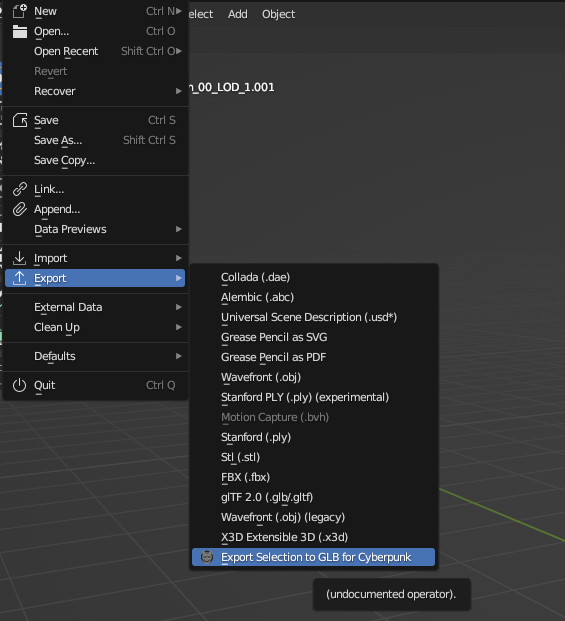 New Ctrl N
elect Add Object
Open... Ctrl O
Open Recent Shift Ctrl O
Revert
Recover
n_00_LOD_1.001
Save Ctrl S
Save As... Shift Ctrl S
Save Copy...
Link...
Append...
Data Previews
Import
Export
External Data
Clean Up
Defaults
Quit Ctrl Q
Collada (.dae)
Alembic (.abc)
Universal Scene Description (.usd*)
Grease Pencil as SVG
Grease Pencil as PDF
Wavefront (.obj)
Stanford PLY (.ply) (experimental)
Motion Capture (.bvh)
Stanford (.ply)
Stl (.stl)
FBX (.fbx)
glTF 2.0 (.glb/.gltf)
Wavefront (.obj) (legacy)
X3D Extensible 3D (.x3d)
Export Selection to GLB for Cyberpunk
(undocumented operator).